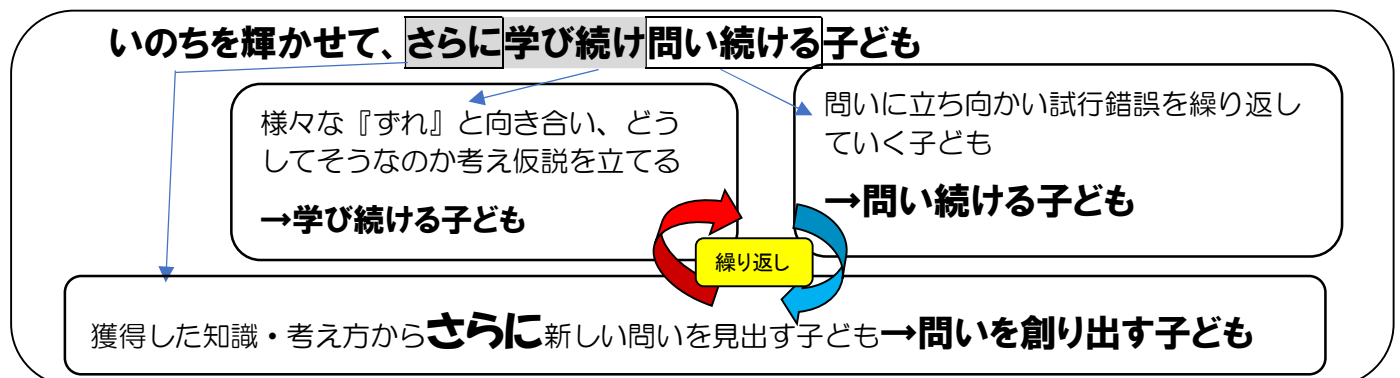 いのちを輝かせて、さらに学び続け問い続ける子ども
様々な『ずれ』と向き合い、どう
してそうなのか考え仮説を立てる
→学び続ける子ども
問いに立ち向かい試行錯誤を繰り返し
ていく子ども
→問い続ける子ども
繰り返し
獲得した知識・考え方からさらに新しい問いを見出す子ども→問いを創り出す子ども